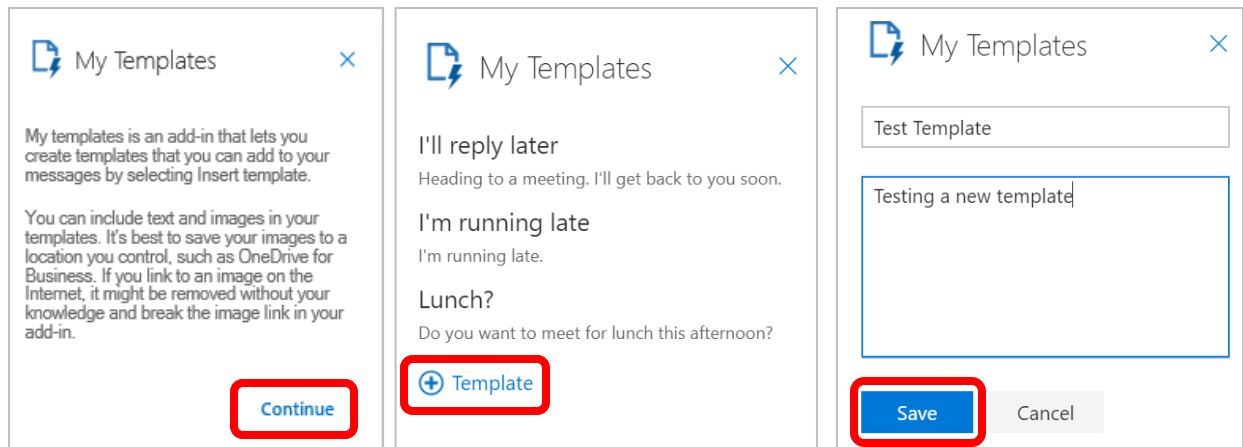 My Templates
My templates is an add-in that lets you
create templates that you can add to your
messages by selecting Insert template.
You can include text and images in your
templates. It's best to save your images to a
location you control, such as OneDrive for
Business. If you link to an image on the
Internet, it might be removed without your
knowledge and break the image link in your
add-in.
Continue
My Templates
I'll reply later
Heading to a meeting. I'll get back to you soon.
I'm running late
I'm running late.
Lunch?
Do you want to meet for lunch this afternoon?
Template
My Templates
Test Template
Testing a new template
Save Cancel